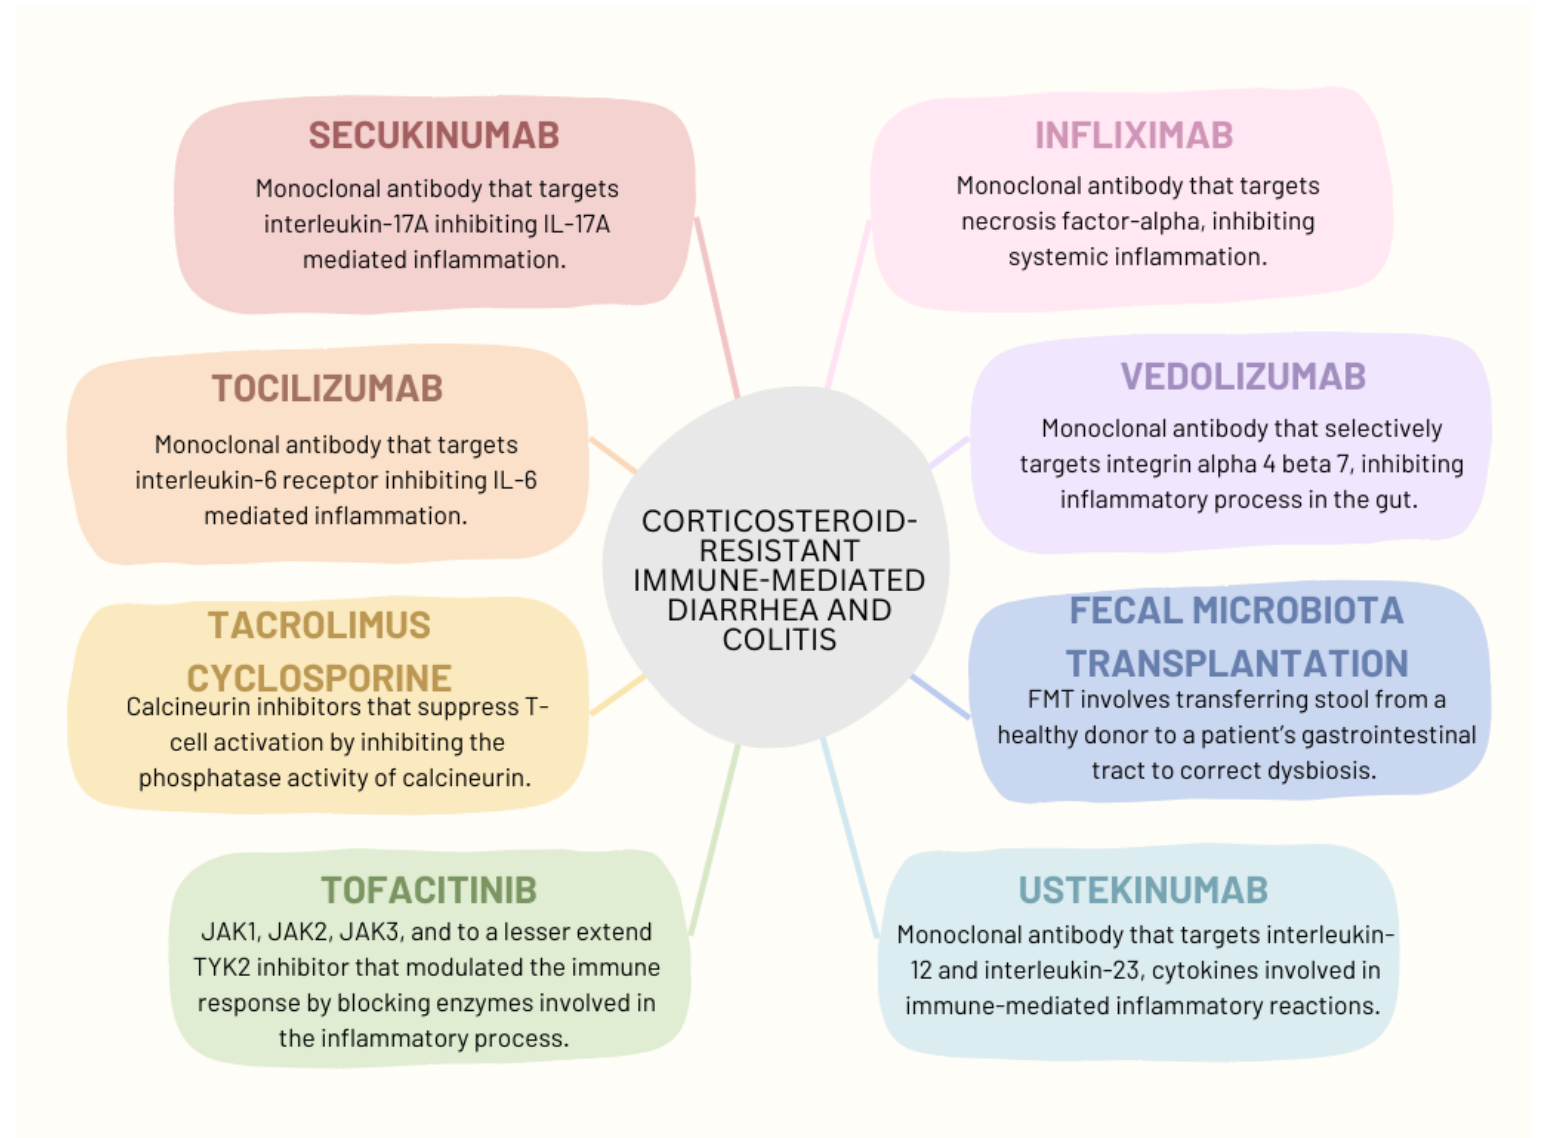 SECUKINUMAB
Monoclonal antibody that targets
interleukin-17A inhibiting IL-17A
mediated inflammation.
INFLIXIMAB
Monoclonal antibody that targets
necrosis factor-alpha, inhibiting
systemic inflammation.
TOCILIZUMAB
Monoclonal antibody that targets
interleukin-6 receptor inhibiting IL-6
mediated inflammation.
VEDOLIZUMAB
Monoclonal antibody that selectively
targets integrin alpha 4 beta 7, inhibiting
inflammatory process in the gut.
CORTICOSTEROID-
RESISTANT
IMMUNE-MEDIATED
DIARRHEA AND
COLITIS
TACROLIMUS
CYCLOSPORINE
Calcineurin inhibitors that suppress T-
cell activation by inhibiting the
phosphatase activity of calcineurin.
FECAL MICROBIOTA
TRANSPLANTATION
FMT involves transferring stool from a
healthy donor to a patient's gastrointestinal
tract to correct dysbiosis.
TOFACITINIB
JAK1, JAK2, JAK3, and to a lesser extend
TYK2 inhibitor that modulated the immune
response by blocking enzymes involved in
the inflammatory process.
USTEKINUMAB
Monoclonal antibody that targets interleukin-
12 and interleukin-23, cytokines involved in
immune-mediated inflammatory reactions.